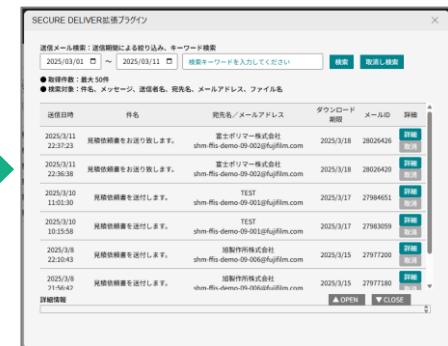 SECURE DELIVER拡張プラグイン
×
送信メール検索：送信期間による絞り込み、キーワード検索
2025/03/01 ～ 2025/03/11 検索キーワードを入力してください 検索 取消し検索
● 取得件数：最大 50件
● 検索対象：件名、メッセージ、送信者名、宛先名、メールアドレス、ファイル名
送信日時 件名 宛先名／メールアドレス ダウンロード期限 メールID 詳細
2025/3/11 22:37:23 見積依頼書をお送り致します。 富士ポリマー株式会社 shm-ffis-demo-09-002@fujifilm.com 2025/3/18 28026426 詳細 取消
2025/3/11 22:36:38 見積依頼書をお送り致します。 富士ポリマー株式会社 shm-ffis-demo-09-002@fujifilm.com 2025/3/18 28026420 詳細 取消
2025/3/10 11:01:30 見積依頼書を送付します。 TEST shm-ffis-demo-09-001@fujifilm.com 2025/3/17 27984651 詳細 取消
2025/3/10 10:15:58 見積依頼書を送付します。 TEST shm-ffis-demo-09-002@fujifilm.com 2025/3/17 27983059 詳細 取消
2025/3/8 22:10:43 見積依頼書を送付します。 旭製作所株式会社 shm-ffis-demo-09-006@fujifilm.com 2025/3/15 27977200 詳細 取消
2025/3/8 21:56:42 見積依頼書を送付します。 旭製作所株式会社 shm-ffis-demo-09-006@fujifilm.com 2025/3/15 27977180 詳細 取消
詳細情報 ▲ OPEN ▼ CLOSE